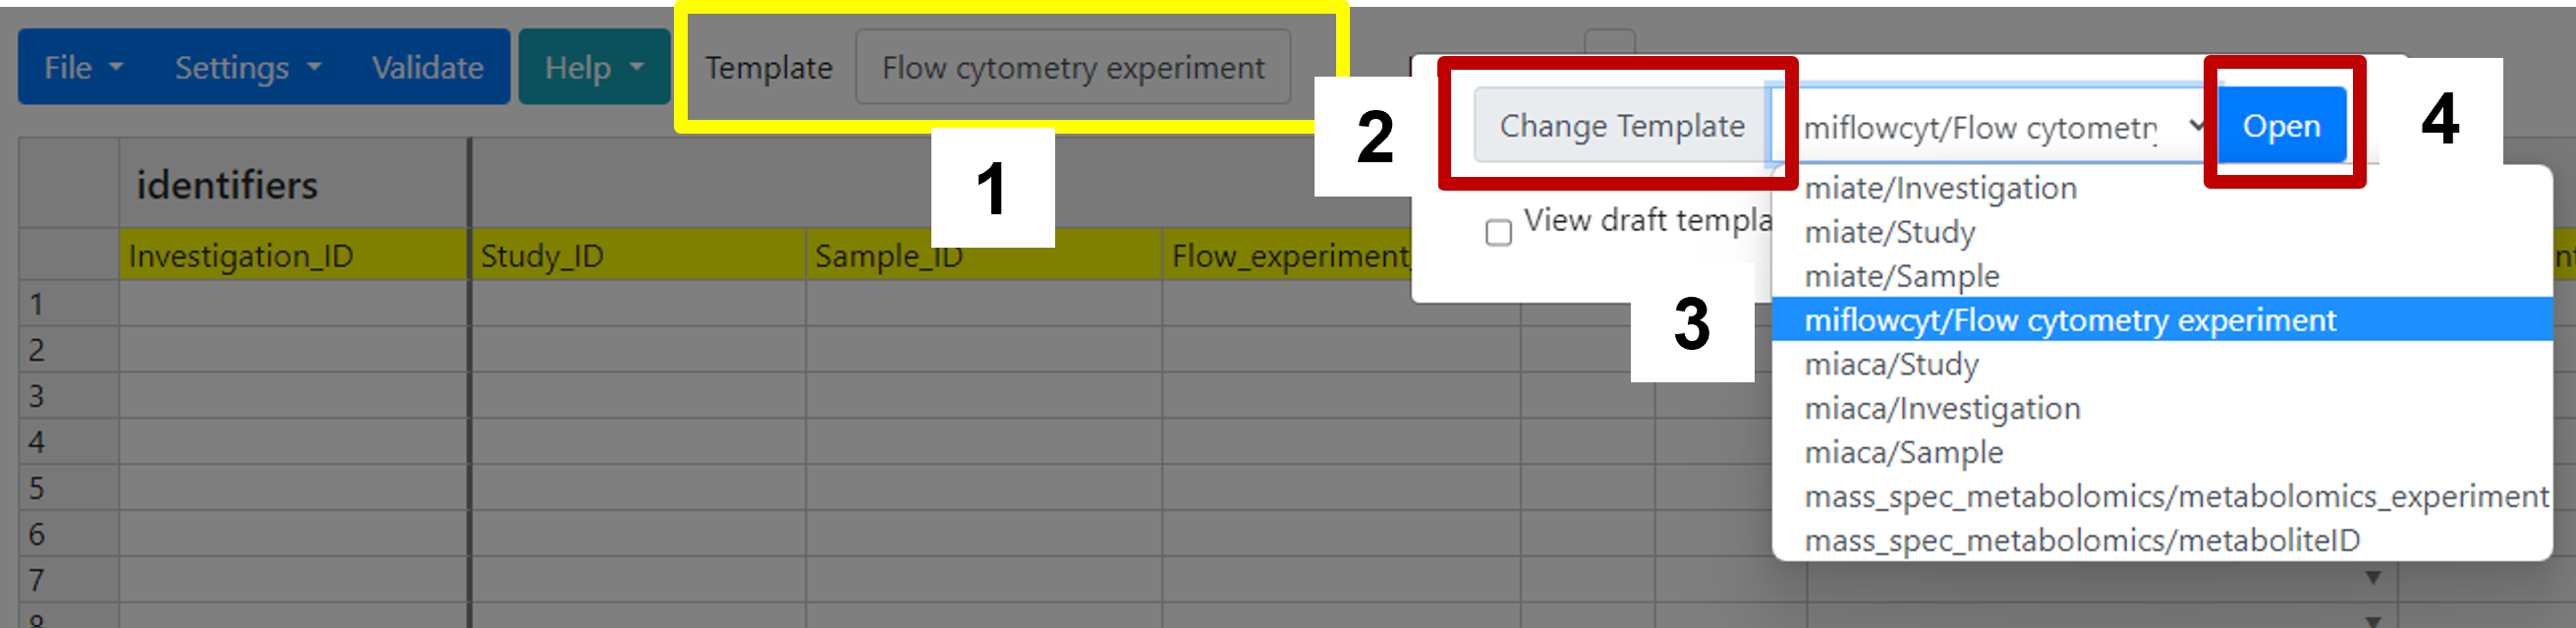 File Settings Validate Help Template Flow cytometry experiment
2 Change Template miflowcyt/Flow cytometr Open 4
1
identifiers
miate/Investigation
View draft templa
miate/Study
Investigation_ID Study_ID Sample_ID Flow_experiment
miate/Sample
1
3
miflowcyt/Flow cytometry experiment
2
miaca/Study
3
miaca/Investigation
4
miaca/Sample
5
mass_spec_metabolomics/metabolomics_experiment
6
mass_spec_metabolomics/metaboliteID
7
8